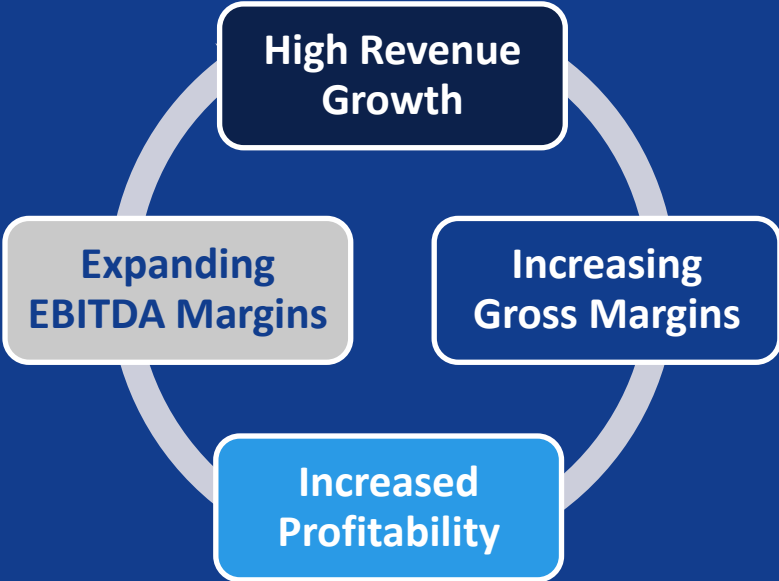 High Revenue
Growth
Increasing
Gross Margins
Increased
Profitability
Expanding
EBITDA Margins